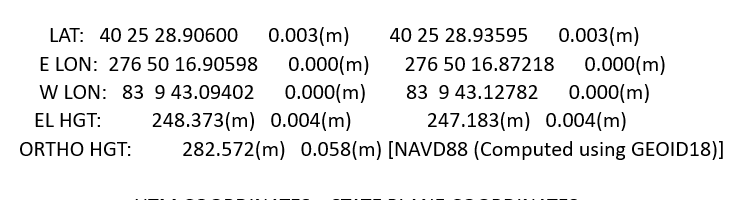 LAT: 40 25 28.90600 0.003(m) 40 25 28.93595 0.003(m)
E LON: 276 50 16.90598 0.000(m) 276 50 16.87218 0.000(m)
W LON: 83 9 43.09402 0.000(m) 83 9 43.12782 0.000(m)
EL HGT: 248.373(m) 0.004(m) 247.183(m) 0.004(m)
ORTHO HGT: 282.572(m) 0.058(m) [NAVD88 (Computed using GEOID18)]